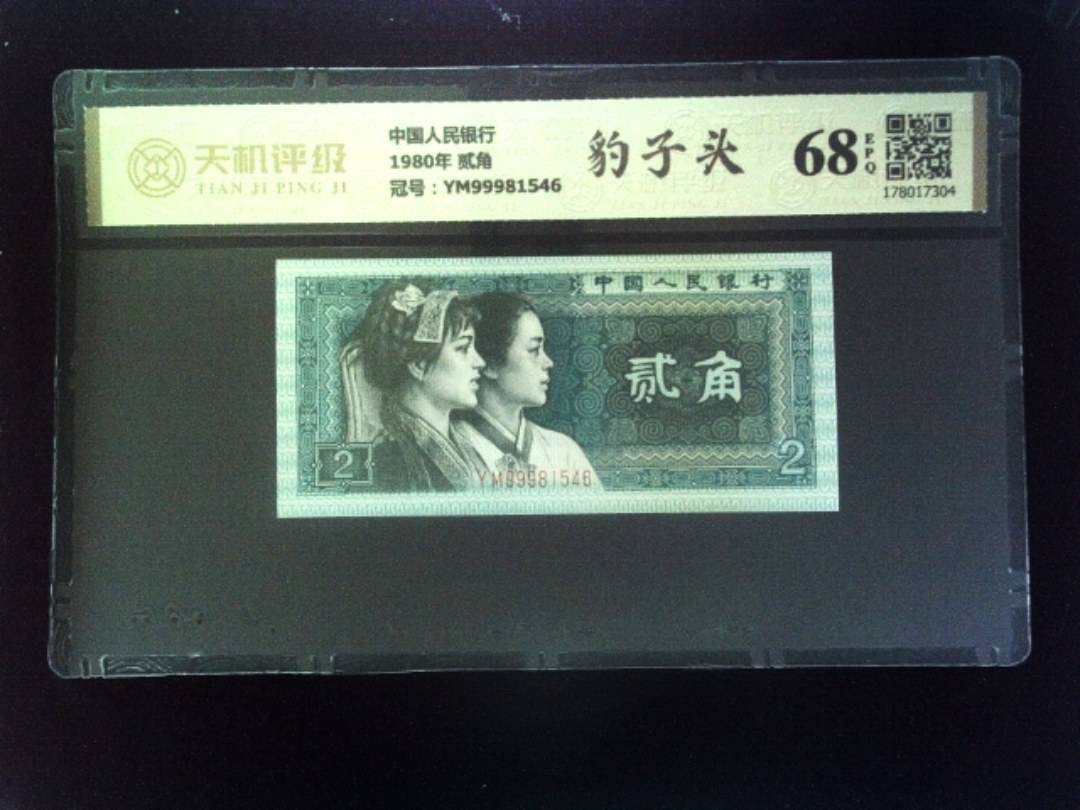 天机评级
TIAN JI PING JI
中国人民银行
1980年 贰角
冠号：YM99981546
豹子头
68
EPQ
178017304
中国人民银行
贰角
2
2
YM99981546